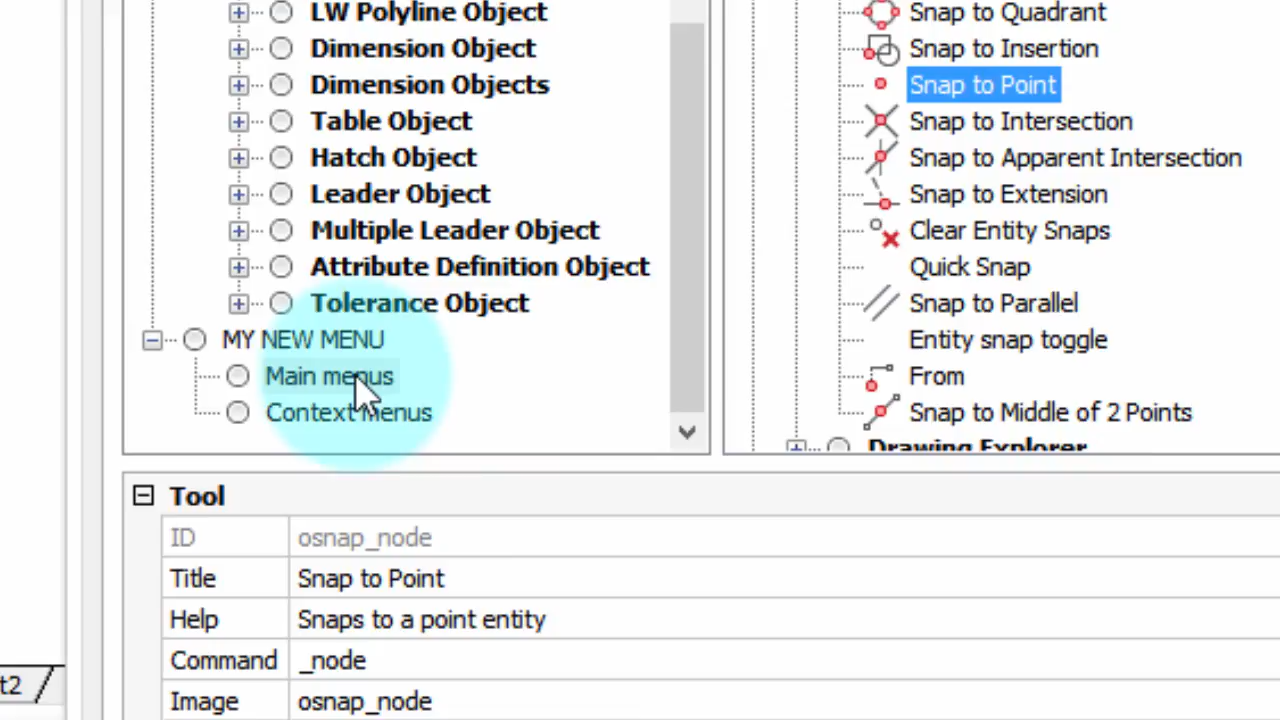 LW Polyline Object
Dimension Object
Dimension Objects
Table Object
Hatch Object
Leader Object
Multiple Leader Object
Attribute Definition Object
Tolerance Object
MY NEW MENU
Main menus
Context menus
Snap to Quadrant
Snap to Insertion
Snap to Point
Snap to Intersection
Snap to Apparent Intersection
Snap to Extension
Clear Entity Snaps
Quick Snap
Snap to Parallel
Entity snap toggle
From
Snap to Middle of 2 Points
Drawing Explorer
Tool
ID osnap_node
Title Snap to Point
Help Snaps to a point entity
Command _node
Image osnap_node
t2